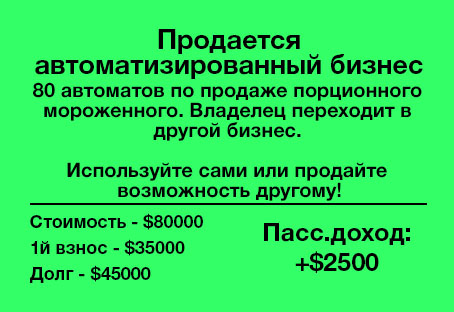 Продается
автоматизированный бизнес
80 автоматов по продаже порционного
мороженного. Владелец переходит в
другой бизнес.
Используйте сами или продайте
возможность другому!
Стоимость - $80000
1й взнос - $35000
Долг - $45000
Пасс.доход:
+$2500